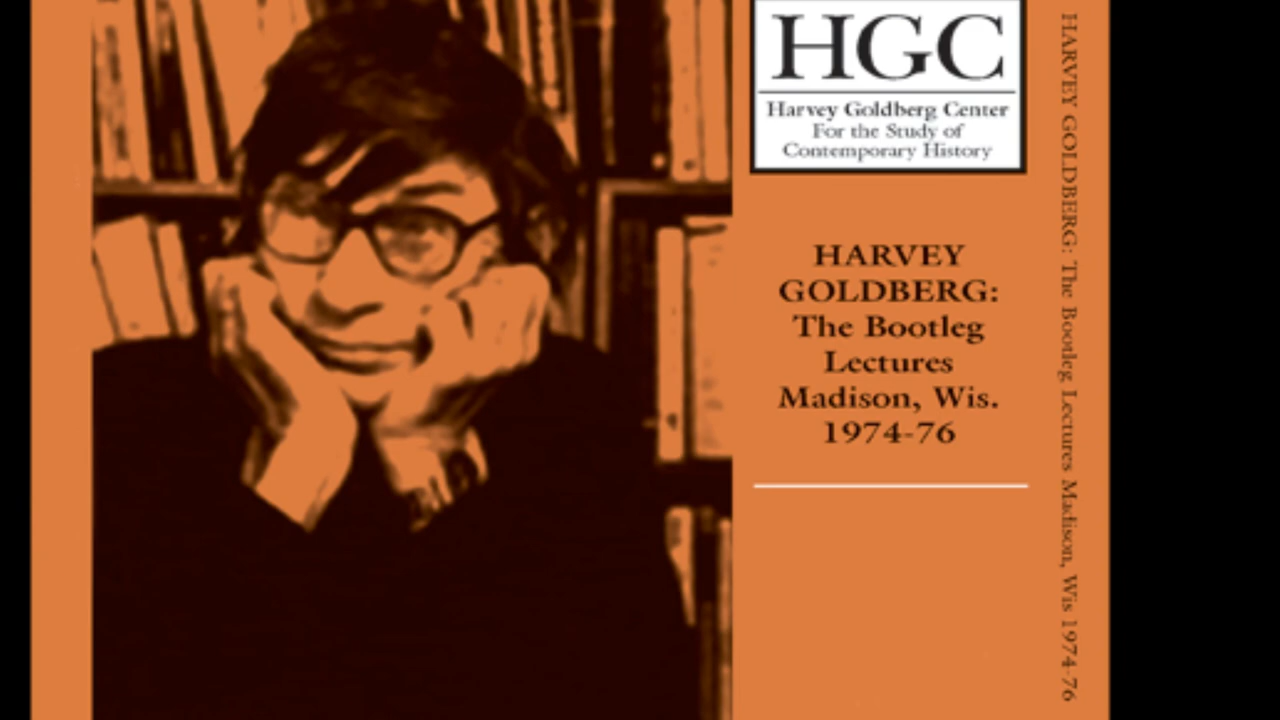 HGC
Harvey Goldberg Center
For the Study of
Contemporary History
HARVEY
GOLDBERG:
The Bootleg
Lectures
Madison, Wis.
1974-76
HARVEY GOLDBERG: The Bootleg Lectures Madison, Wis 1974-76